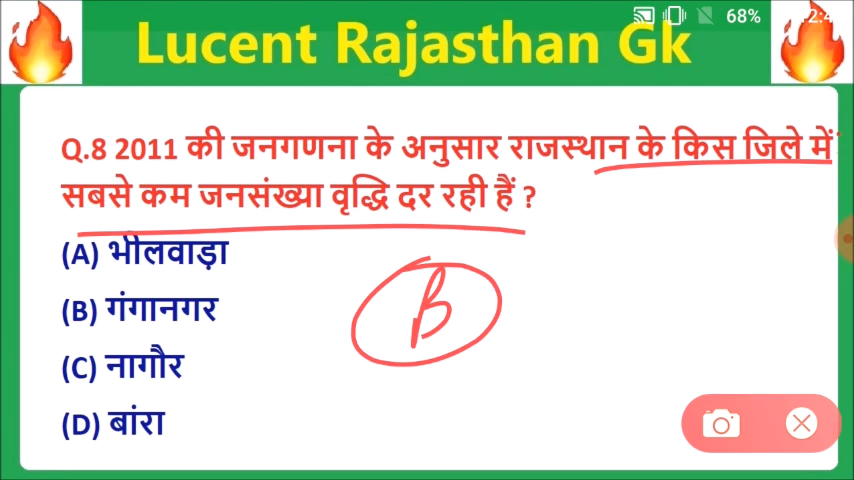 68%
Lucent Rajasthan Gk
Q.8 2011 की जनगणना के अनुसार राजस्थान के किस जिले में
सबसे कम जनसंख्या वृद्धि दर रही हैं ?
(A) भीलवाड़ा
(B) गंगानगर
B
(C) नागौर
(D) बांरा